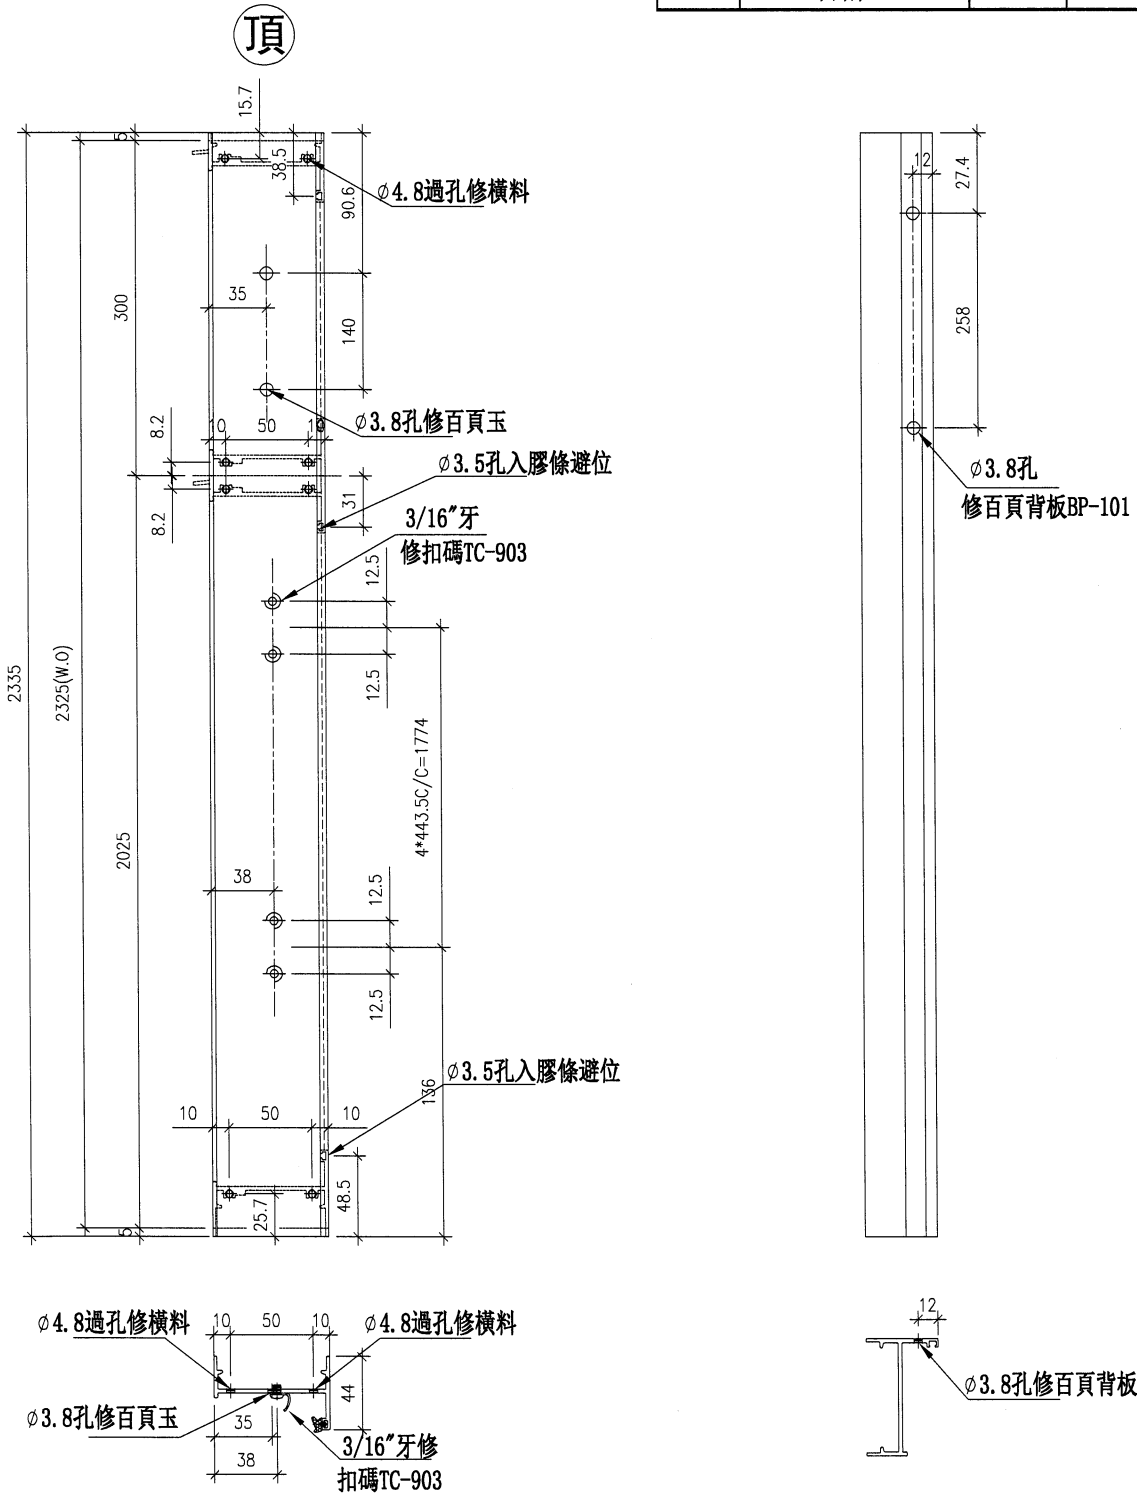 頂
15.7
5
38.5
Ø4.8過孔修橫料
90.6
12
27.4
300
35
140
258
Ø3.8孔修百頁玉
8.2
10
50
10
Ø3.5孔入膠條避位
Ø3.8孔
修百頁背板BP-101
31
8.2
3/16"牙
修扣碼TC-903
12.5
12.5
2335
2325(W.O)
4*443.5C/C=1774
2025
38
12.5
12.5
Ø3.5孔入膠條避位
136
10
50
10
48.5
25.7
5
Ø4.8過孔修橫料
10
50
10
Ø4.8過孔修橫料
12
44
Ø3.8孔修百頁背板
Ø3.8孔修百頁玉
35
3/16"牙修
扣碼TC-903
38